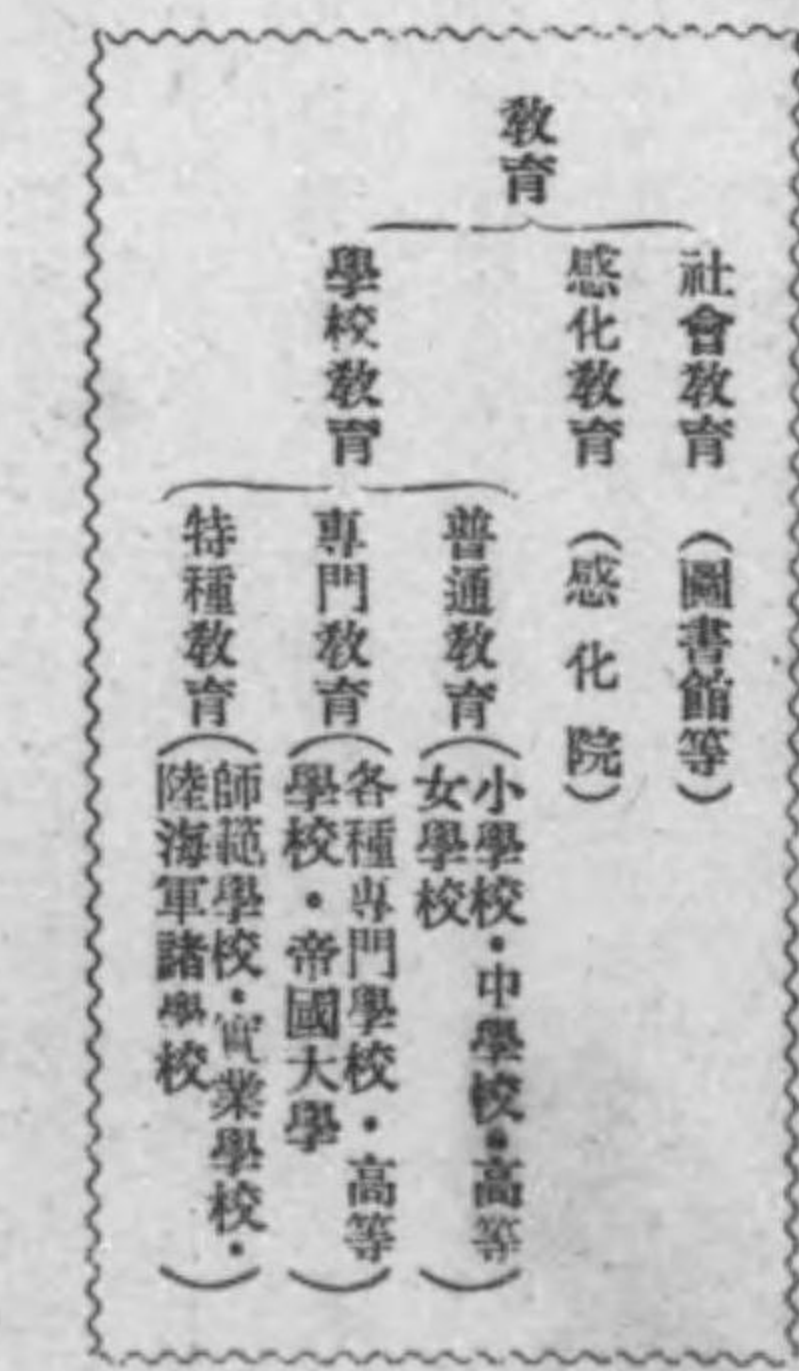 教育
社會教育（圖書館等）
感化教育（感化院）
學校教育
普通教育（小學校・中學校・高等
女學校）
專門教育（各種專門學校・高等
學校・帝國大學）
特種教育（師範學校・實業學校・
陸海軍諸學校）